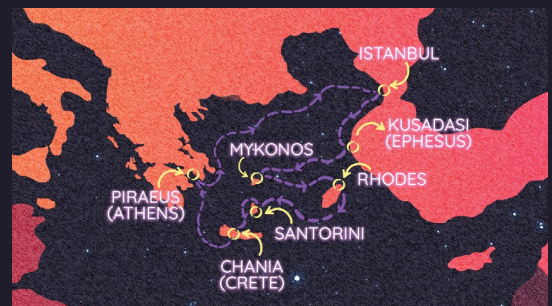 ISTANBUL
KUSADASI
(EPHESUS)
MYKONOS
RHODES
PIRAEUS
(ATHENS)
SANTORINI
CHANIA
(CRETE)